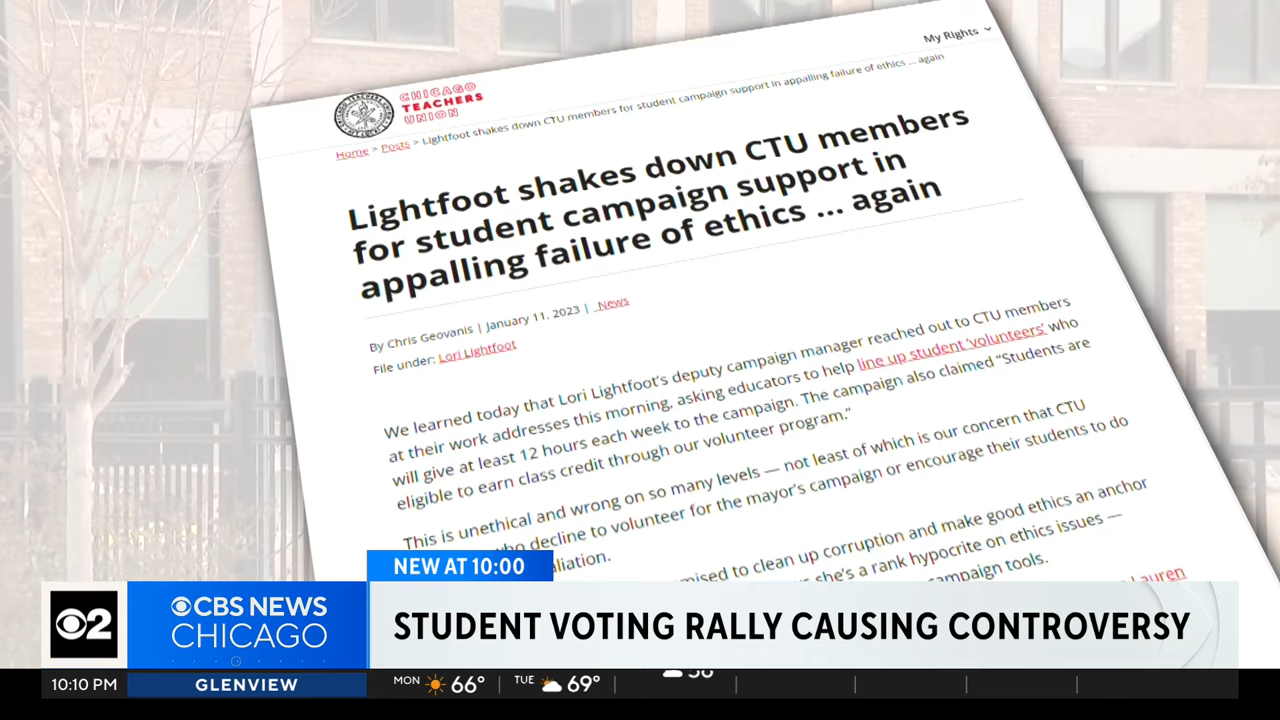 My Rights
CHICAGO
TEACHERS
UNION
Home > Posts > Lightfoot shakes down CTU members for student campaign support in appalling failure of ethics ... again
Lightfoot shakes down CTU members
for student campaign support in
appalling failure of ethics ... again
By Chris Geovanis | January 11, 2023 | News
File under: Lori Lightfoot
We learned today that Lori Lightfoot's deputy campaign manager reached out to CTU members
at their work addresses this morning, asking educators to help line up student 'volunteers' who
will give at least 12 hours each week to the campaign. The campaign also claimed "Students are
eligible to earn class credit through our volunteer program."
This is unethical and wrong on so many levels — not least of which is our concern that CTU
who decline to volunteer for the mayor's campaign or encourage their students to do
liation.
mised to clean up corruption and make good ethics an anchor
she's a rank hypocrite on ethics issues —
campaign tools.
Lauren
NEW AT 10:00
2
CBS NEWS
CHICAGO
STUDENT VOTING RALLY CAUSING CONTROVERSY
10:10 PM
GLENVIEW
MON 66° TUE 69°